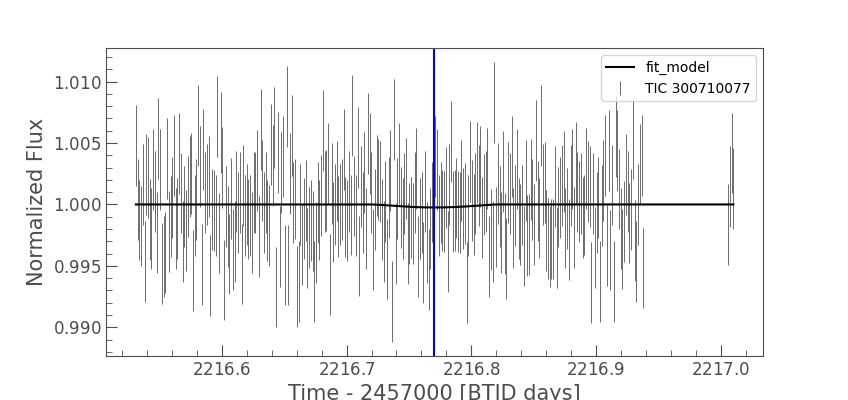 fit_model
TIC 300710077
1.010
1.005
1.000
0.995
0.990
Normalized Flux
2216.6 2216.7 2216.8 2216.9 2217.0
Time - 2457000 [BTJD days]